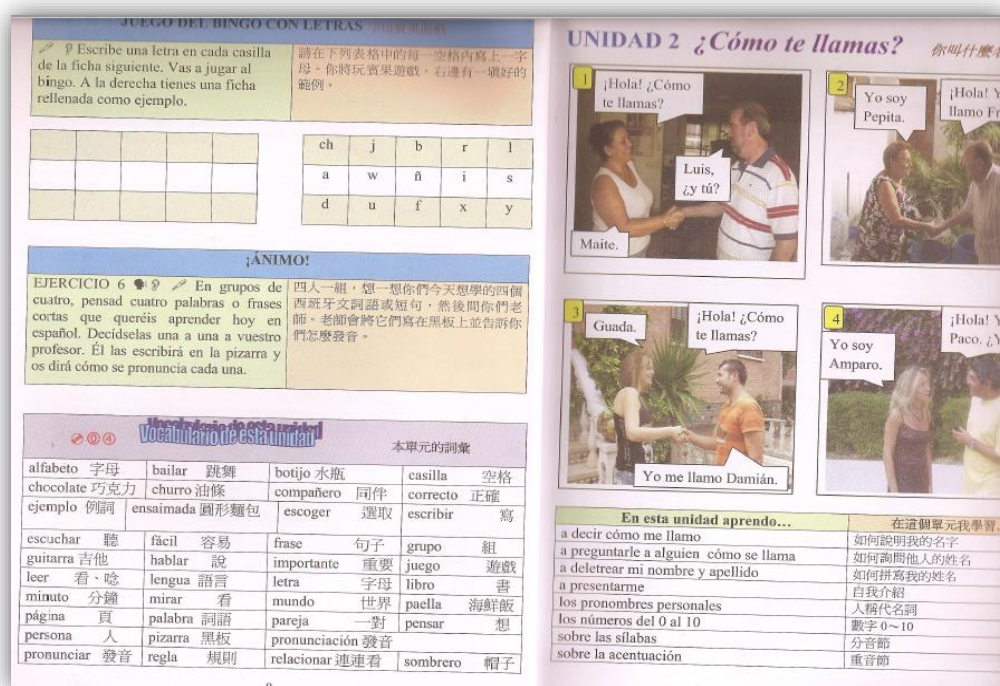 JUEGO DEL BINGO CON LETRAS
Escribe una letra en cada casilla
de la ficha siguiente. Vas a jugar al
bingo. A la derecha tienes una ficha
rellenada como ejemplo.
請在下列表格中的每一空格內寫上一字
母。你將玩賓果遊戲。右邊有一填好的
範例。
ch j b r l
a w ñ i s
d u f x y
¡ÁNIMO!
EJERCICIO 6 En grupos de
cuatro, pensad cuatro palabras o frases
cortas que queréis aprender hoy en
español. Decídselas una a una a vuestro
profesor. Él las escribirá en la pizarra y
os dirá cómo se pronuncia cada una.
四人一組，想一想你們今天想學的四個
西班牙文詞語或短句，然後問你們老
師。老師會將它們寫在黑板上並告訴你
們怎麼發音。
04 Vocabulario de esta unidad 本單元的詞彙
alfabeto 字母 bailar 跳舞 botijo 水瓶 casilla 空格
chocolate 巧克力 churro 油條 compañero 同伴 correcto 正確
ejemplo 例詞 ensaimada 圓形麵包 escoger 選取 escribir 寫
escuchar 聽 fácil 容易 frase 句子 grupo 組
guitarra 吉他 hablar 說 importante 重要 juego 遊戲
leer 看、唸 lengua 語言 letra 字母 libro 書
minuto 分鐘 mirar 看 mundo 世界 paella 海鮮飯
página 頁 palabra 詞語 pareja 一對 pensar 想
persona 人 pizarra 黑板 pronunciación 發音
pronunciar 發音 regla 規則 relacionar 連連看 sombrero 帽子
UNIDAD 2 ¿Cómo te llamas? 你叫什麼
1
¡Hola! ¿Cómo
te llamas?
Luis,
¿y tú?
Maite.
2
Yo soy
Pepita.
¡Hola! Y
llamo Fr
3
Guada.
¡Hola! ¿Cómo
te llamas?
Yo me llamo Damián.
4
Yo soy
Amparo.
¡Hola! Y
Paco. ¿Y
En esta unidad aprendo… 在這個單元我學習
a decir cómo me llamo 如何說明我的名字
a preguntarle a alguien cómo se llama 如何詢問他人的姓名
a deletrear mi nombre y apellido 如何拼寫我的姓名
a presentarme 自我介紹
los pronombres personales 人稱代名詞
los números del 0 al 10 數字 0～10
sobre las sílabas 分音節
sobre la acentuación 重音節